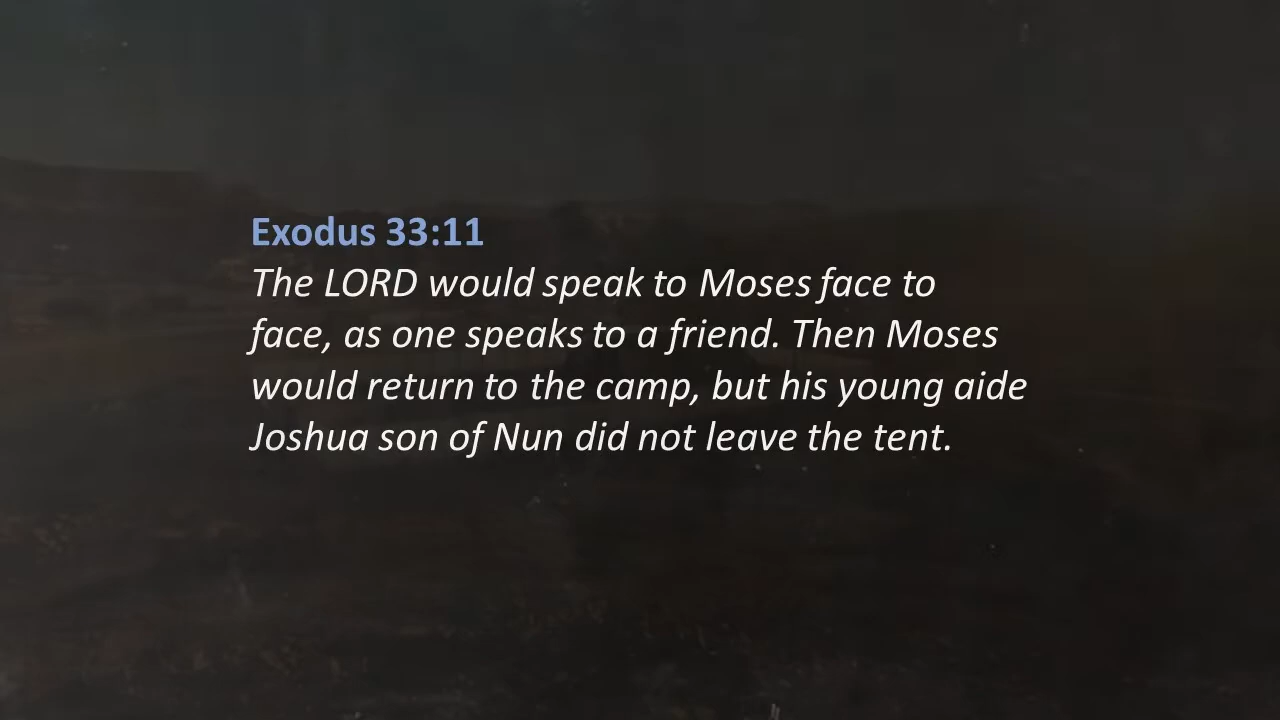 Exodus 33:11
The LORD would speak to Moses face to
face, as one speaks to a friend. Then Moses
would return to the camp, but his young aide
Joshua son of Nun did not leave the tent.